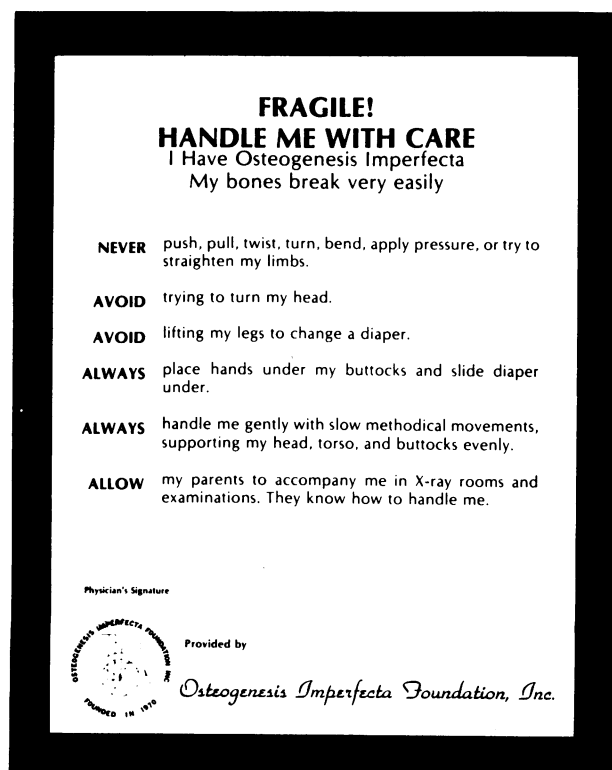 FRAGILE!
HANDLE ME WITH CARE
I Have Osteogenesis Imperfecta
My bones break very easily
NEVER push, pull, twist, turn, bend, apply pressure, or try to
straighten my limbs.
AVOID trying to turn my head.
AVOID lifting my legs to change a diaper.
ALWAYS place hands under my buttocks and slide diaper
under.
ALWAYS handle me gently with slow methodical movements,
supporting my head, torso, and buttocks evenly.
ALLOW my parents to accompany me in X-ray rooms and
examinations. They know how to handle me.
Physician's Signature
OSTEOGENESIS IMPERFECTA FOUNDATION INC
FOUNDED IN 1970
Provided by
Osteogenesis Imperfecta Foundation, Inc.